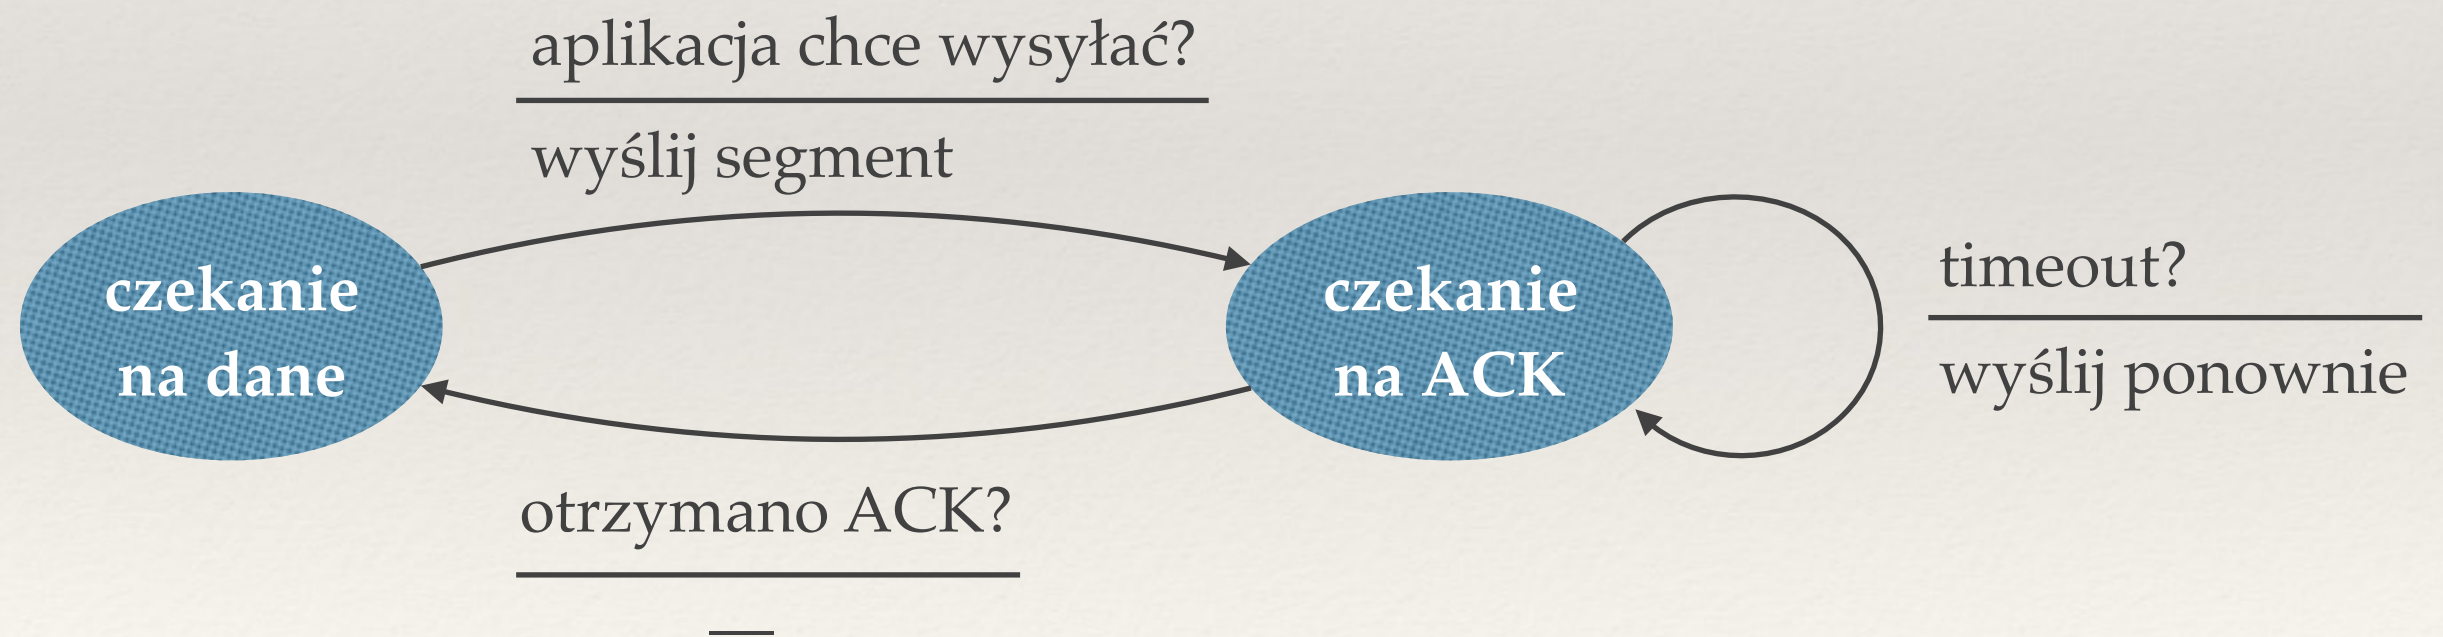 aplikacja chce wysyłać?
wyślij segment
czekanie
na dane
czekanie
na ACK
timeout?
wyślij ponownie
otrzymano ACK?
—